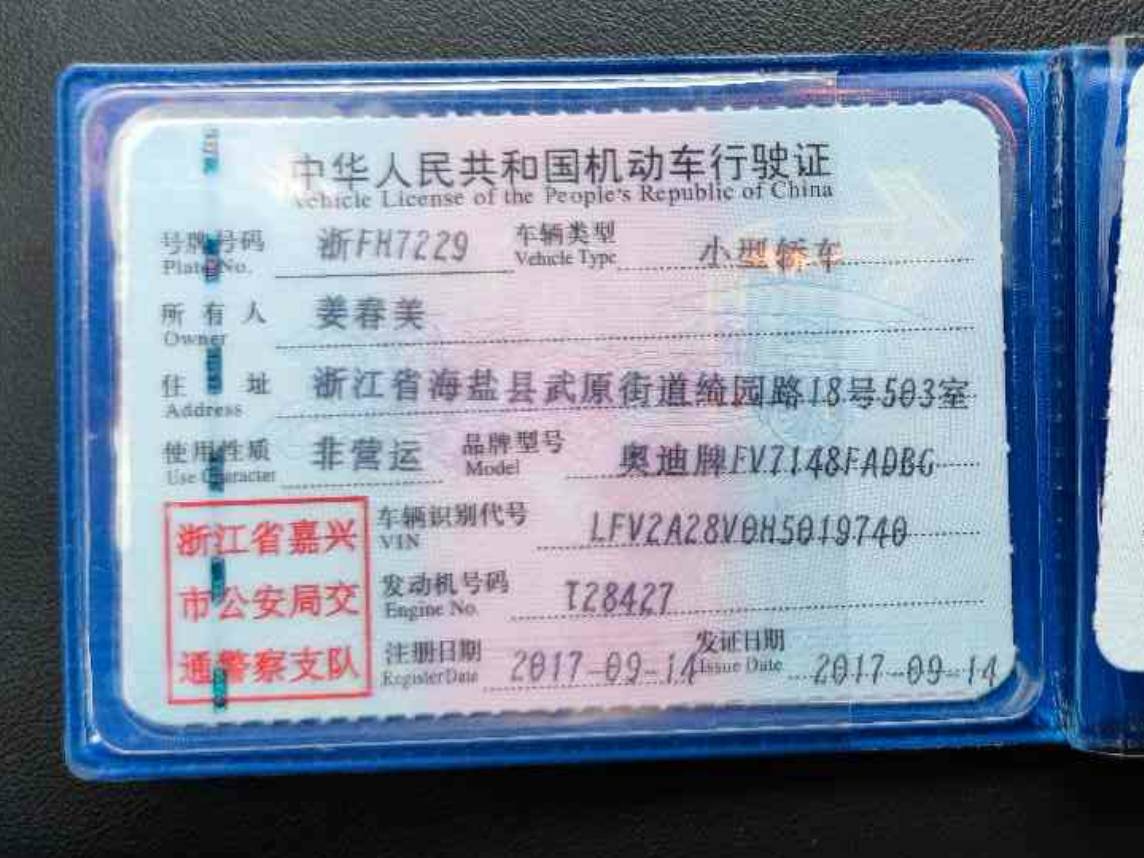 中华人民共和国机动车行驶证
Vehicle License of the People's Republic of China
号牌号码 浙FH7229 车辆类型 小型轿车
Plate No. Vehicle Type
所有人 姜春美
Owner
住址 浙江省海盐县武原街道绮园路18号503室
Address
使用性质 非营运 品牌型号 奥迪牌FV7148FADBG
Use Character Model
浙江省嘉兴
市公安局交
通警察支队
车辆识别代号 LFV2A28V0H5019740
VIN
发动机号码 T28427
Engine No.
注册日期 2017-09-14 发证日期 2017-09-14
Register Date Issue Date